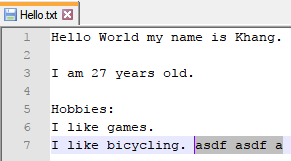 Hello.txt
1 Hello World my name is Khang.
2
3 I am 27 years old.
4
5 Hobbies:
6 I like games.
7 I like bicycling. asdf asdf a